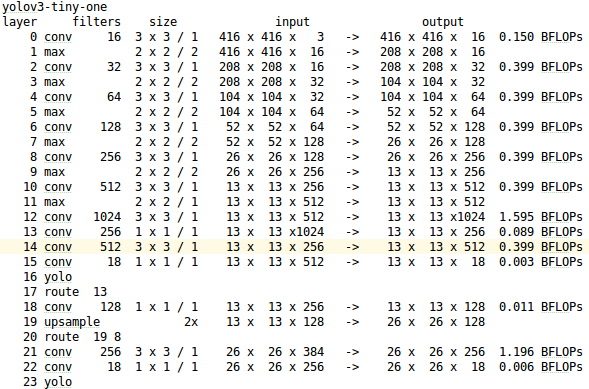 yolov3-tiny-one
layer     filters    size              input                output
    0 conv     16  3 x 3 / 1   416 x 416 x   3   ->   416 x 416 x  16  0.150 BFLOPs
    1 max          2 x 2 / 2   416 x 416 x  16   ->   208 x 208 x  16
    2 conv     32  3 x 3 / 1   208 x 208 x  16   ->   208 x 208 x  32  0.399 BFLOPs
    3 max          2 x 2 / 2   208 x 208 x  32   ->   104 x 104 x  32
    4 conv     64  3 x 3 / 1   104 x 104 x  32   ->   104 x 104 x  64  0.399 BFLOPs
    5 max          2 x 2 / 2   104 x 104 x  64   ->    52 x  52 x  64
    6 conv    128  3 x 3 / 1    52 x  52 x  64   ->    52 x  52 x 128  0.399 BFLOPs
    7 max          2 x 2 / 2    52 x  52 x 128   ->    26 x  26 x 128
    8 conv    256  3 x 3 / 1    26 x  26 x 128   ->    26 x  26 x 256  0.399 BFLOPs
    9 max          2 x 2 / 2    26 x  26 x 256   ->    13 x  13 x 256
   10 conv    512  3 x 3 / 1    13 x  13 x 256   ->    13 x  13 x 512  0.399 BFLOPs
   11 max          2 x 2 / 1    13 x  13 x 512   ->    13 x  13 x 512
   12 conv   1024  3 x 3 / 1    13 x  13 x 512   ->    13 x  13 x1024  1.595 BFLOPs
   13 conv    256  1 x 1 / 1    13 x  13 x1024   ->    13 x  13 x 256  0.089 BFLOPs
   14 conv    512  3 x 3 / 1    13 x  13 x 256   ->    13 x  13 x 512  0.399 BFLOPs
   15 conv     18  1 x 1 / 1    13 x  13 x 512   ->    13 x  13 x  18  0.003 BFLOPs
   16 yolo
   17 route  13
   18 conv    128  1 x 1 / 1    13 x  13 x 256   ->    13 x  13 x 128  0.011 BFLOPs
   19 upsample            2x    13 x  13 x 128   ->    26 x  26 x 128
   20 route  19 8
   21 conv    256  3 x 3 / 1    26 x  26 x 384   ->    26 x  26 x 256  1.196 BFLOPs
   22 conv     18  1 x 1 / 1    26 x  26 x 256   ->    26 x  26 x  18  0.006 BFLOPs
   23 yolo